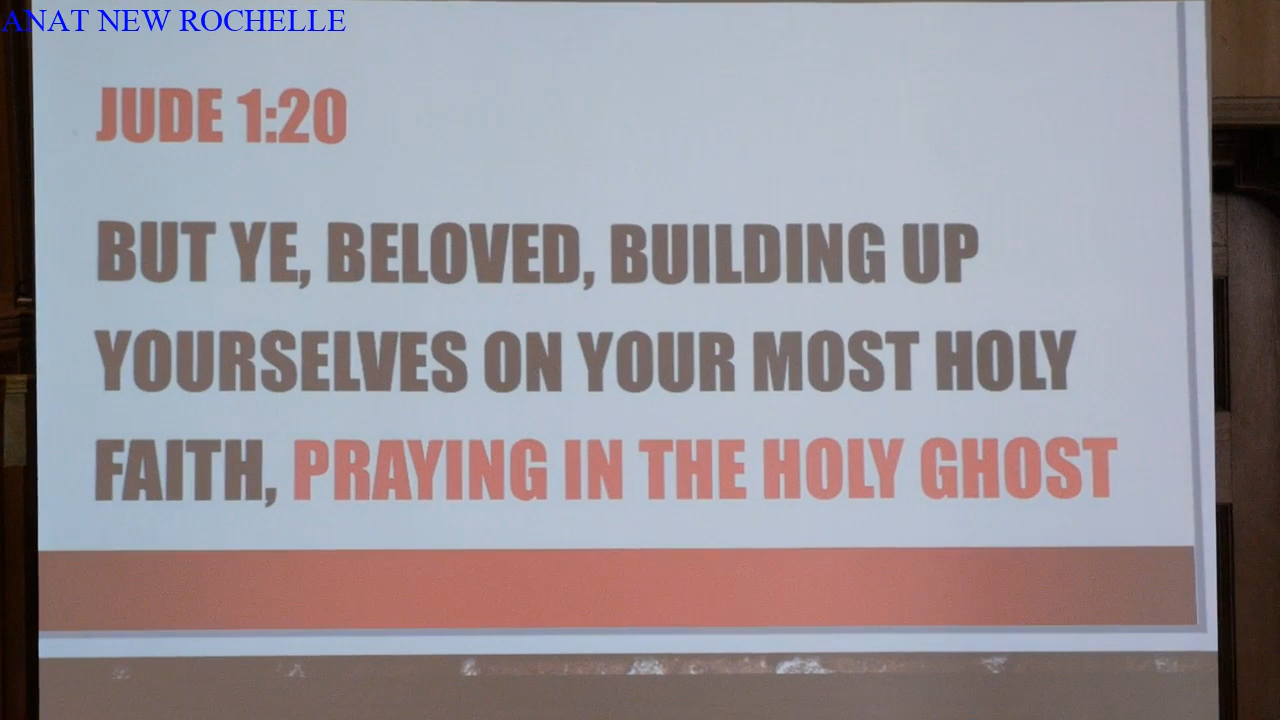 ANAT NEW ROCHELLE
JUDE 1:20
BUT YE, BELOVED, BUILDING UP
YOURSELVES ON YOUR MOST HOLY
FAITH, PRAYING IN THE HOLY GHOST